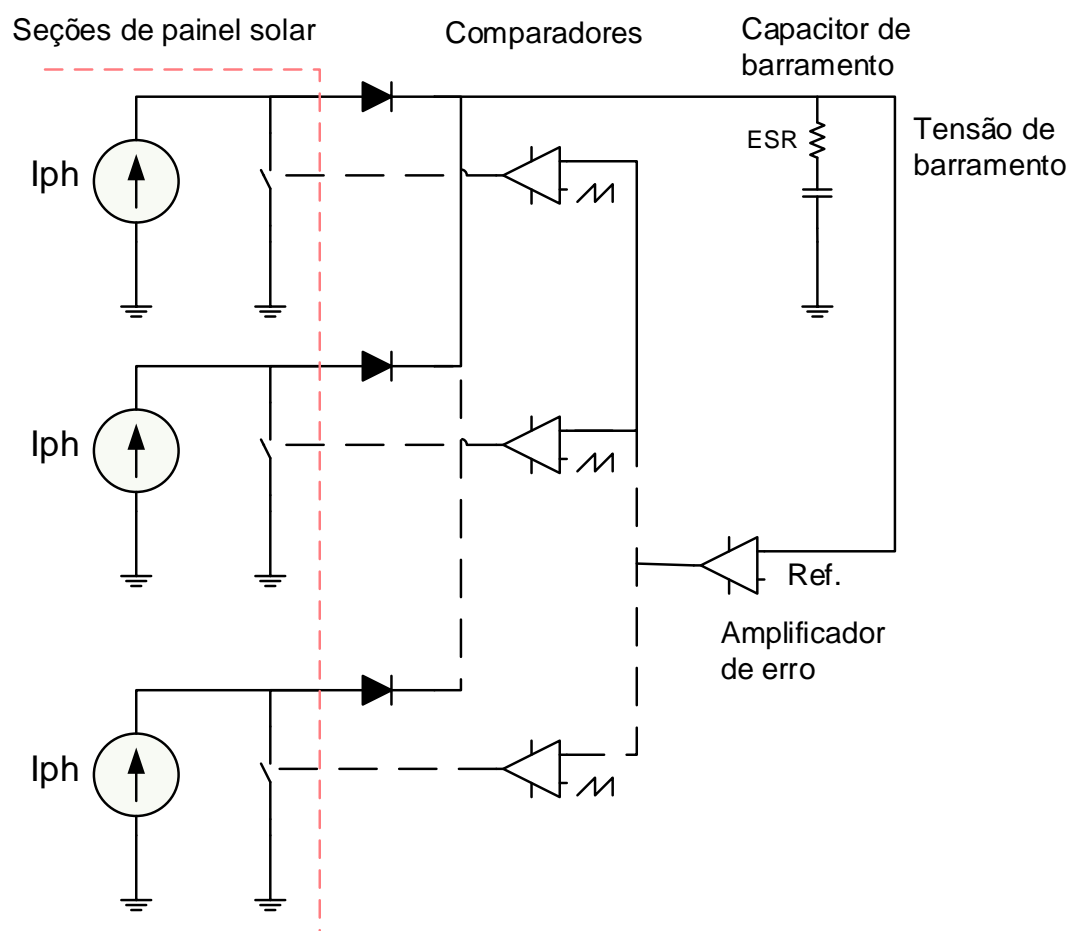 Seções de painel solar
Comparadores
Capacitor de
barramento
ESR
Tensão de
barramento
Iph
Iph
Ref.
Amplificador
de erro
Iph